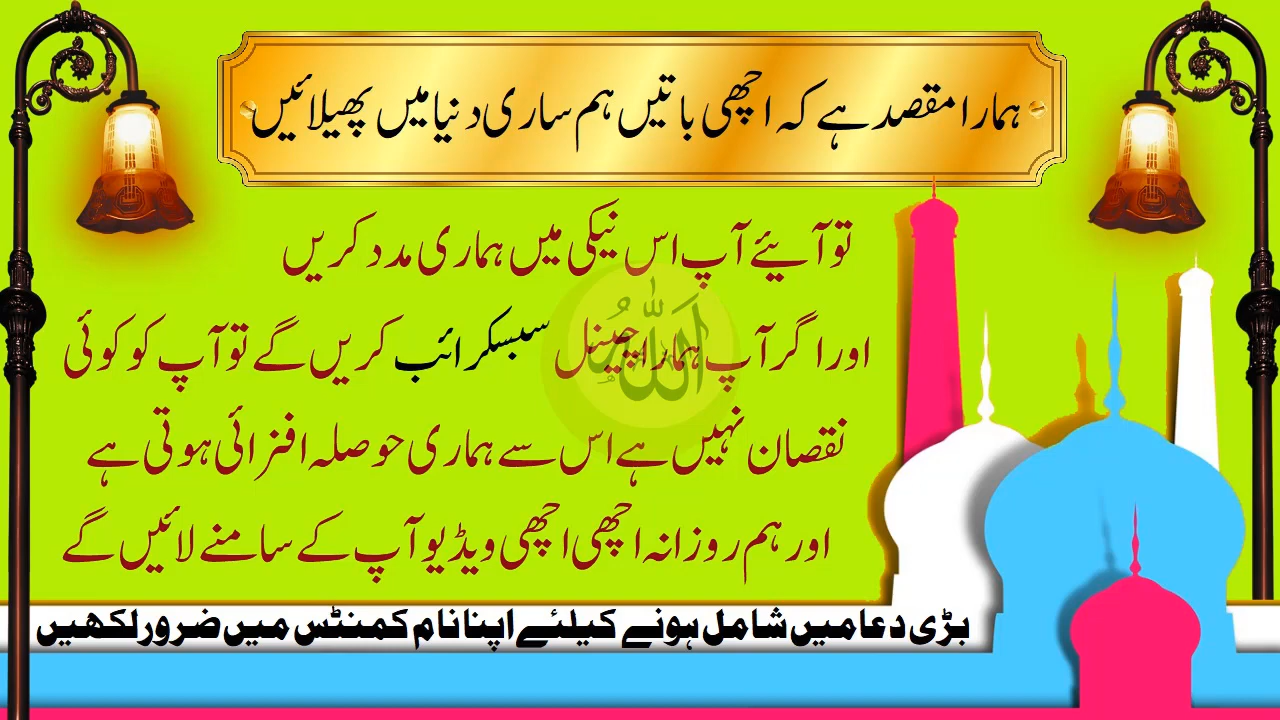 ہمارا مقصد ہے کہ اچھی باتیں ہم ساری دنیا میں پھیلائیں
تو آیئے آپ اس نیکی میں ہماری مدد کریں
اور اگر آپ ہمارا چینل سبسکرائب کریں گے تو آپ کو کوئی
اللہ
نقصان نہیں ہے اس سے ہماری حوصلہ افزائی ہوتی ہے
اور ہم روزانہ اچھی اچھی ویڈیو آپ کے سامنے لائیں گے
بڑی دعا میں شامل ہونے کیلئے اپنا نام کمنٹس میں ضرور لکھیں